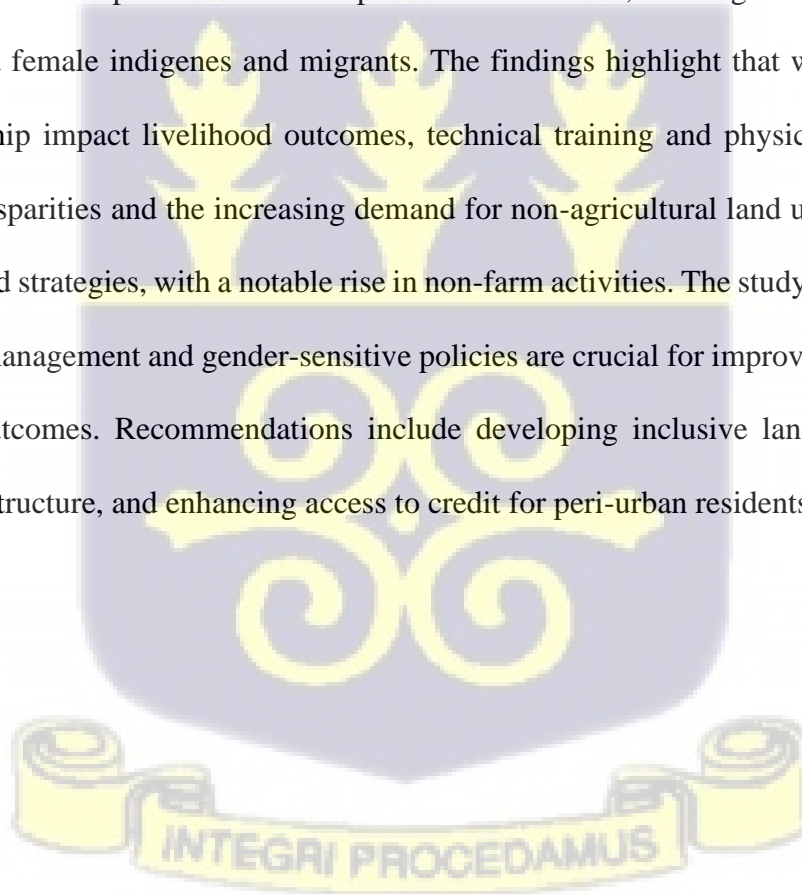 female indigenes and migrants. The findings highlight that w
hip impact livelihood outcomes, technical training and physic
sparities and the increasing demand for non-agricultural land u
d strategies, with a notable rise in non-farm activities. The study
anagement and gender-sensitive policies are crucial for improv
utcomes. Recommendations include developing inclusive lan
tructure, and enhancing access to credit for peri-urban residents
INTEGRI PROCEDAMUS